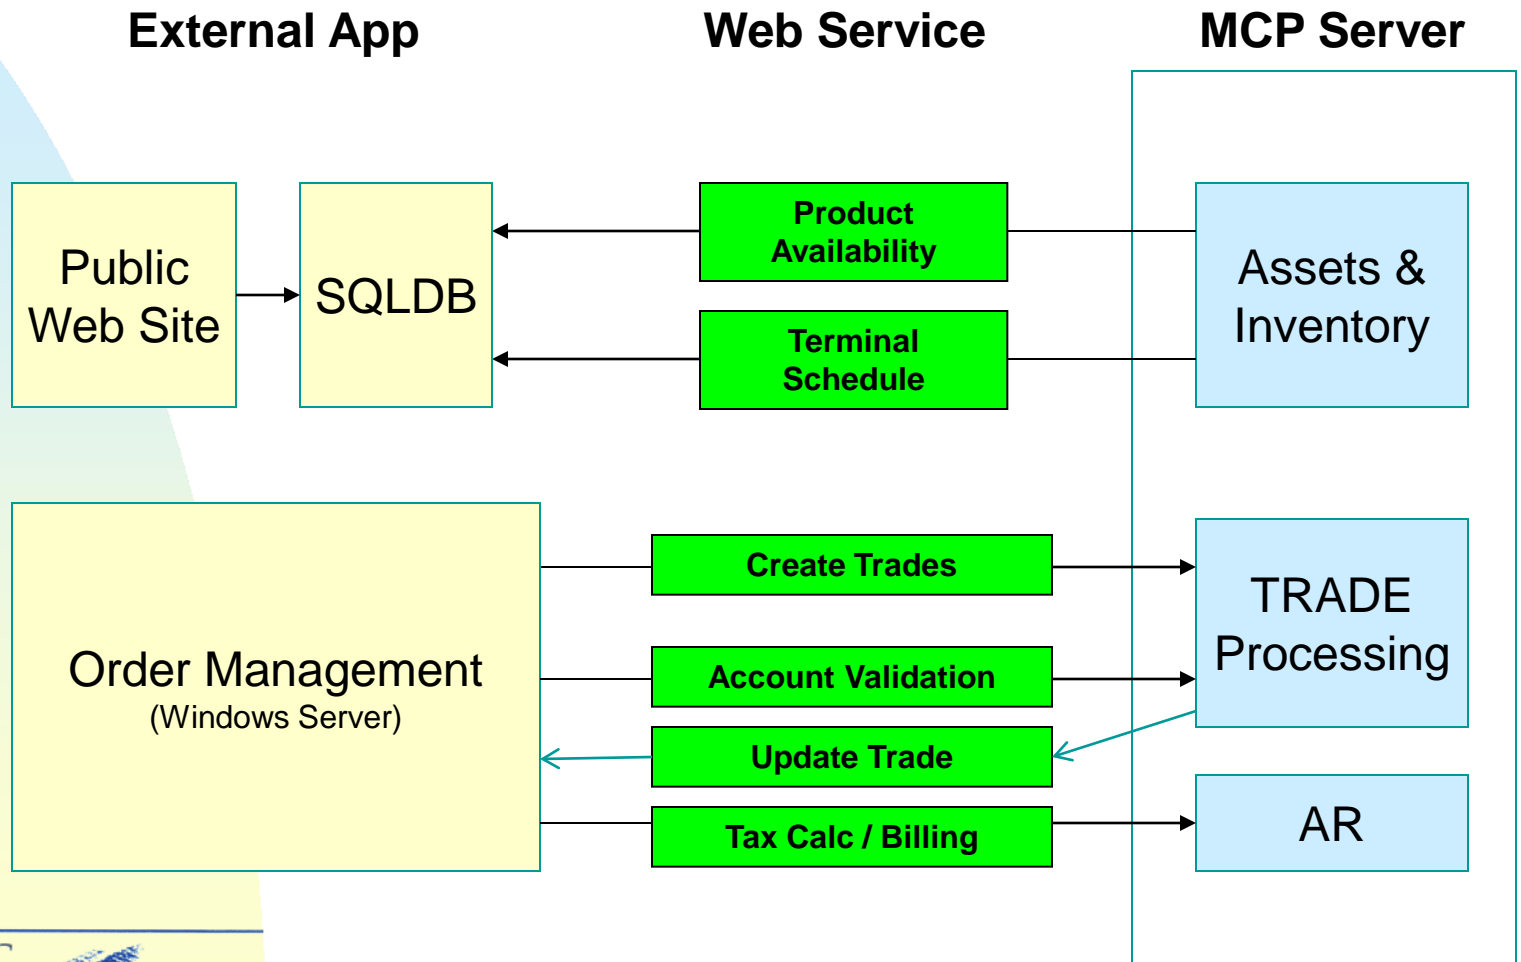 External App
Web Service
MCP Server
Public
Web Site
SQLDB
Product
Availability
Terminal
Schedule
Assets &
Inventory
Order Management
(Windows Server)
Create Trades
Account Validation
Update Trade
Tax Calc / Billing
TRADE
Processing
AR